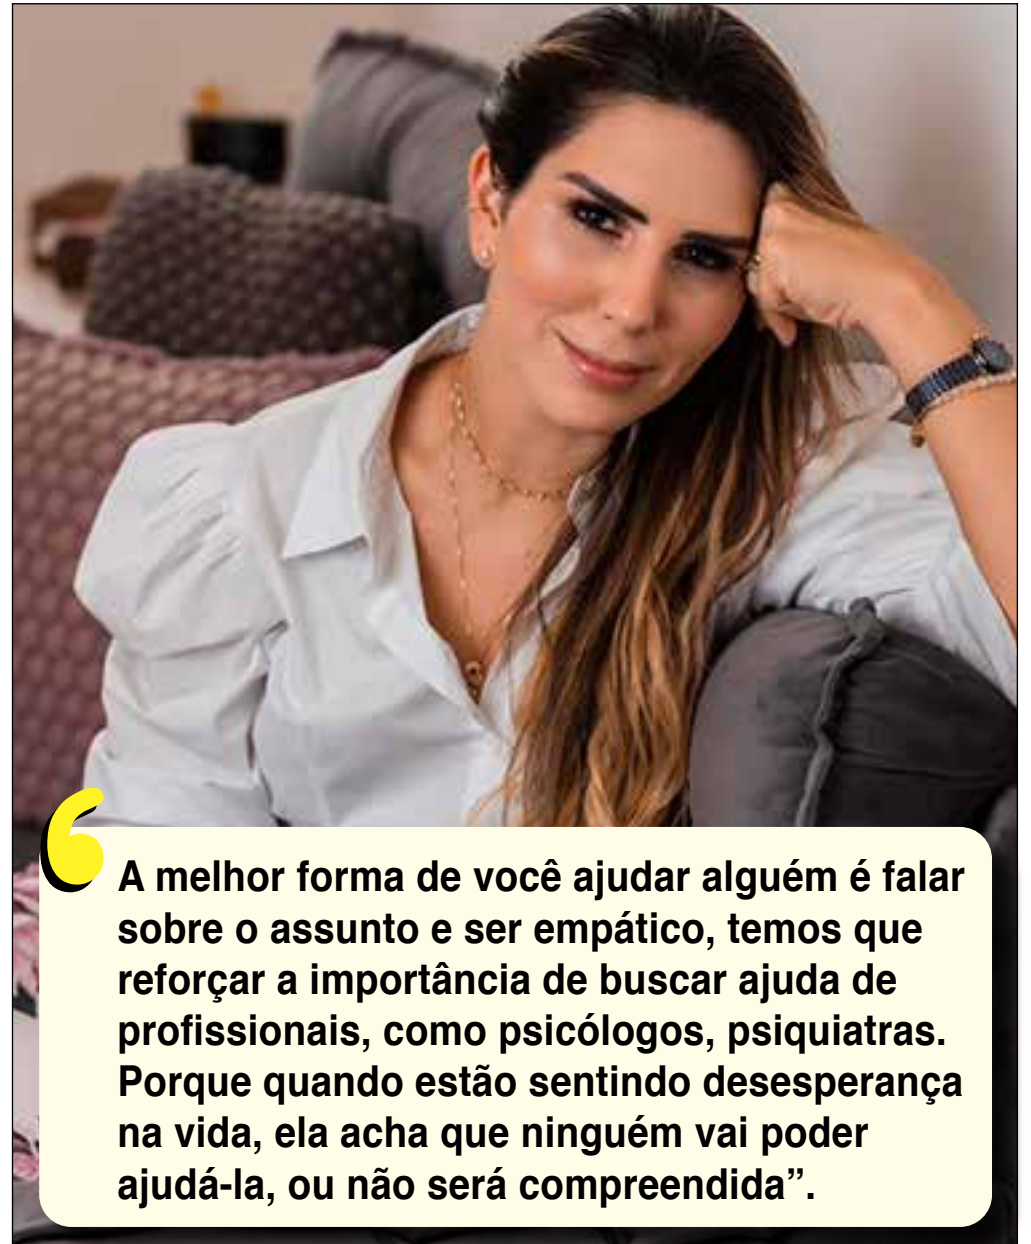 ‘
A melhor forma de você ajudar alguém é falar
sobre o assunto e ser empático, temos que
reforçar a importância de buscar ajuda de
profissionais, como psicólogos, psiquiatras.
Porque quando estão sentindo desesperança
na vida, ela acha que ninguém vai poder
ajudá-la, ou não será compreendida”.